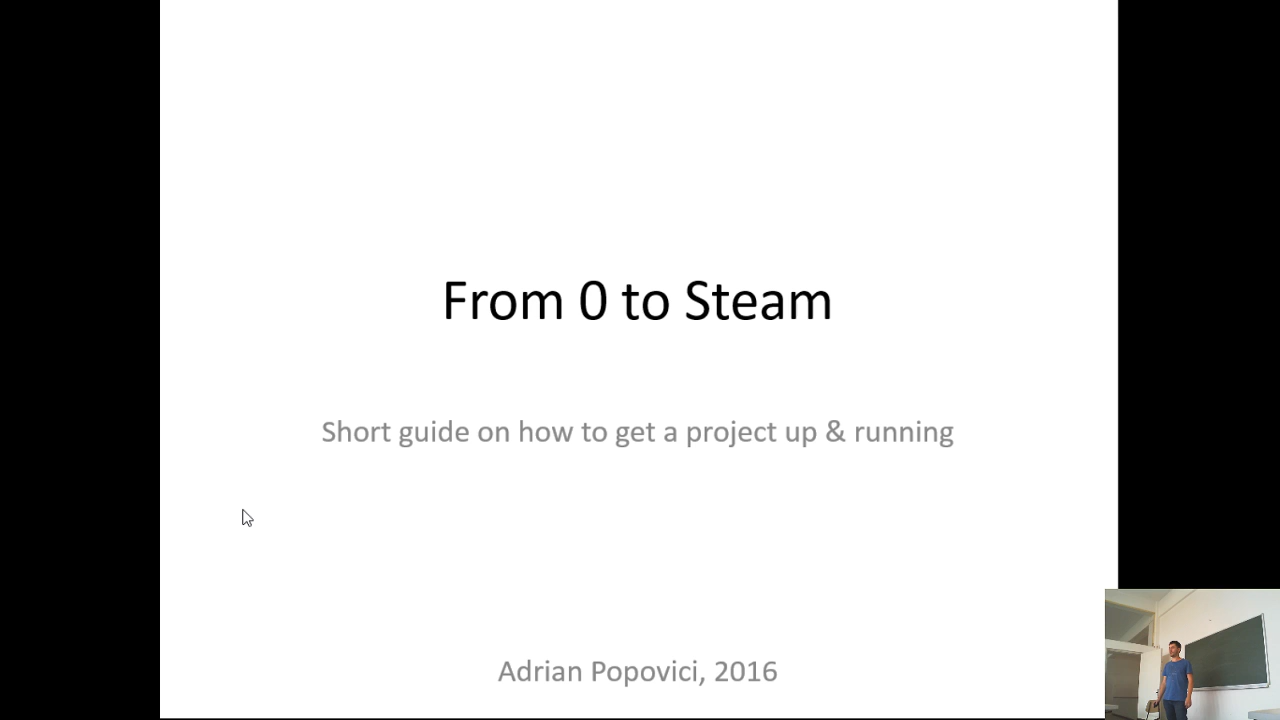 From 0 to Steam
Short guide on how to get a project up & running
Adrian Popovici, 2016